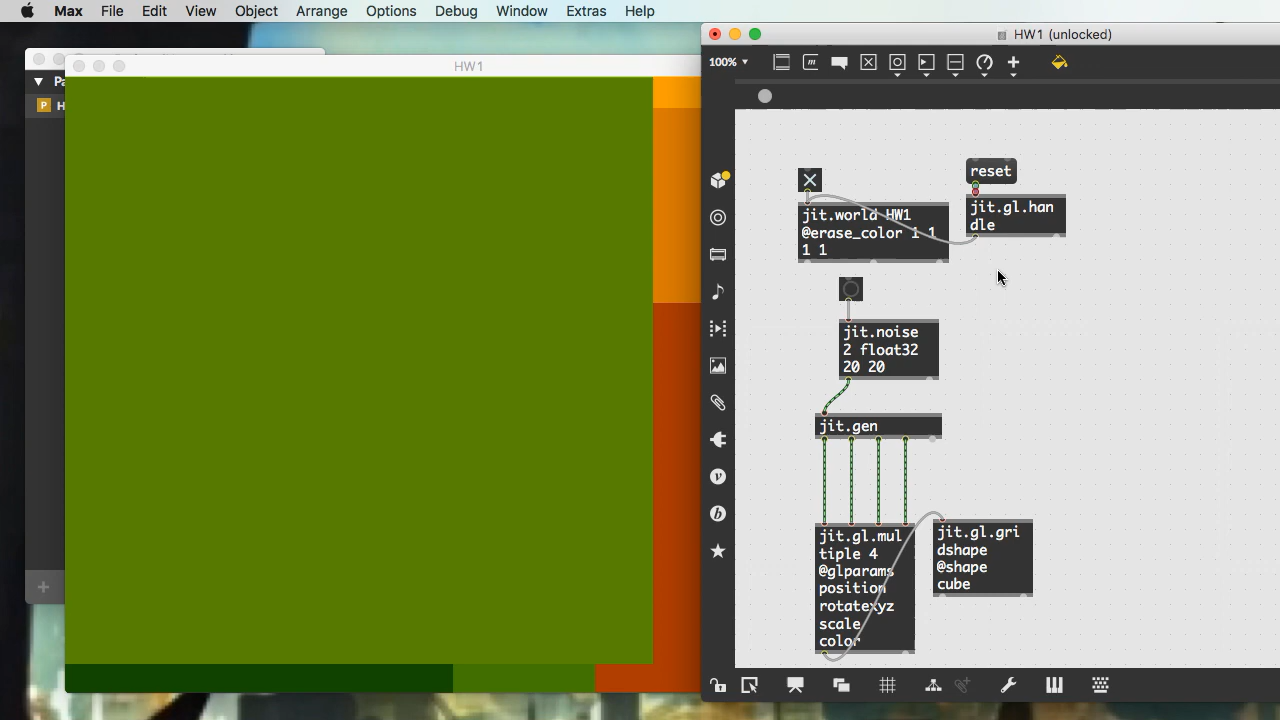 Max File Edit View Object Arrange Options Debug Window Extras Help
HW1 (unlocked)
HW1
100%
reset
jit.world HW1
@erase_color 1 1
1 1
jit.gl.han
dle
jit.noise
2 float32
20 20
jit.gen
jit.gl.mul
tiple 4
@glparams
position
rotatexyz
scale
color
jit.gl.gri
dshape
@shape
cube